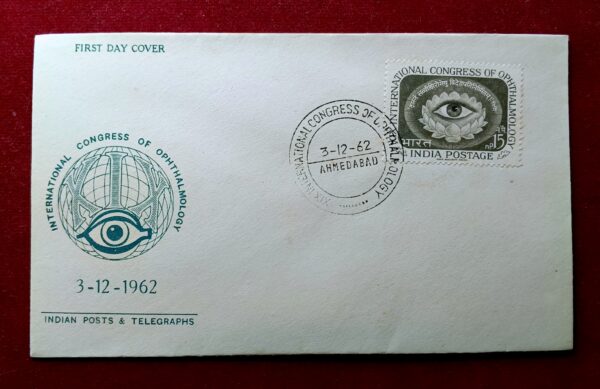 FIRST DAY COVER
INTERNATIONAL CONGRESS OF OPHTHALMOLOGY
3-12-1962
INDIAN POSTS & TELEGRAPHS
XIX INTERNATIONAL CONGRESS OF OPHTHALMOLOGY
3-12-62
AHMEDABAD
INTERNATIONAL CONGRESS OF OPHTHALMOLOGY
भारत
INDIA POSTAGE
15
nP